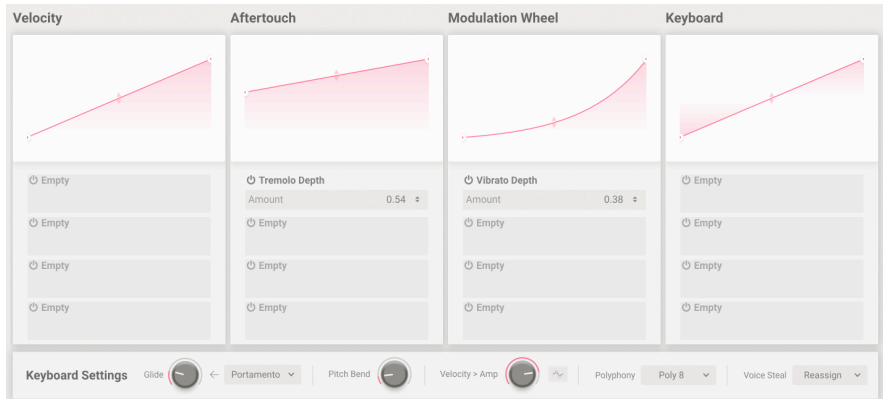 Velocity Aftertouch Modulation Wheel Keyboard
Empty Tremolo Depth Vibrato Depth Empty
Amount 0.54 Amount 0.38
Empty Empty Empty Empty
Empty Empty Empty Empty
Empty Empty Empty Empty
Keyboard Settings Glide Portamento Pitch Bend Velocity > Amp Polyphony Poly 8 Voice Steal Reassign